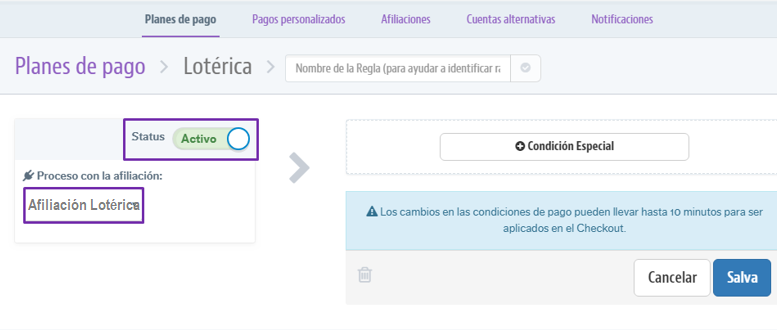 Planes de pago Pagos personalizados Afiliaciones Cuentas alternativas Notificaciones
Planes de pago > Lotérica > Nombre de la Regla (para ayudar a identificar ra
Status Activo
Proceso con la afiliación:
Afiliación Lotérica
Condición Especial
Los cambios en las condiciones de pago pueden llevar hasta 10 minutos para ser
aplicados en el Checkout.
Cancelar Salva